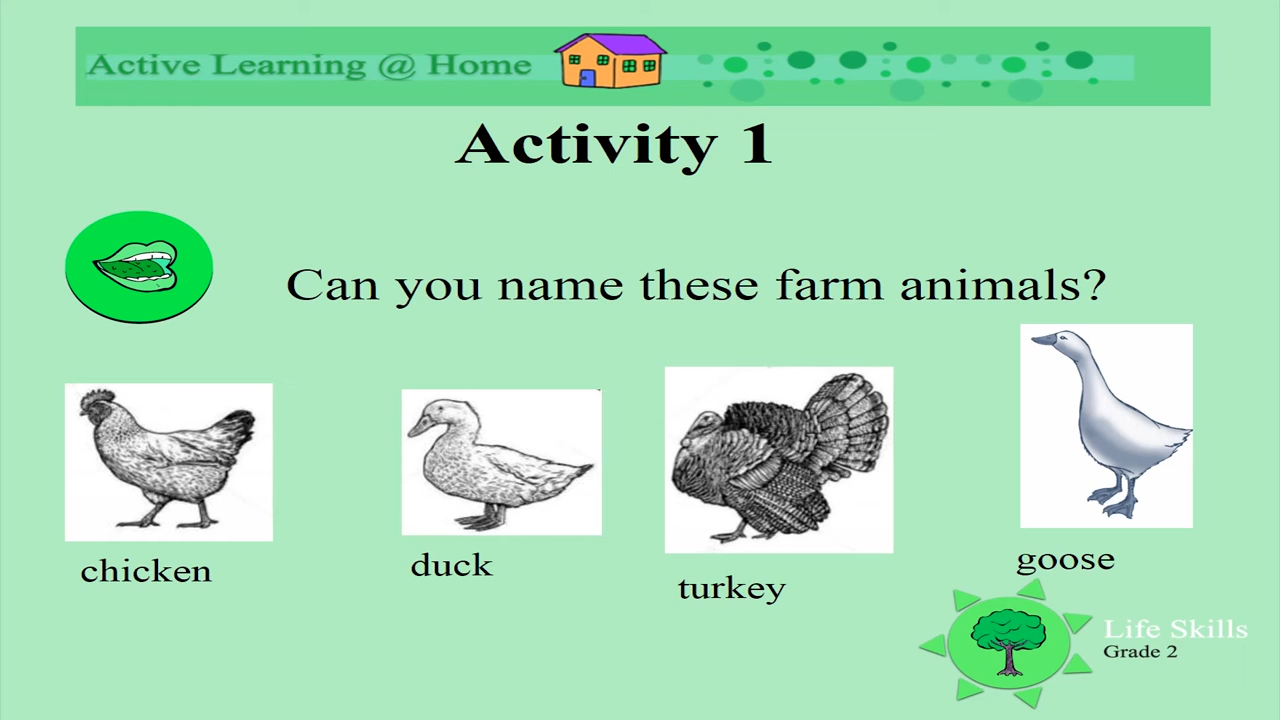 Active Learning @ Home
Activity 1
Can you name these farm animals?
chicken
duck
turkey
goose
Life Skills
Grade 2